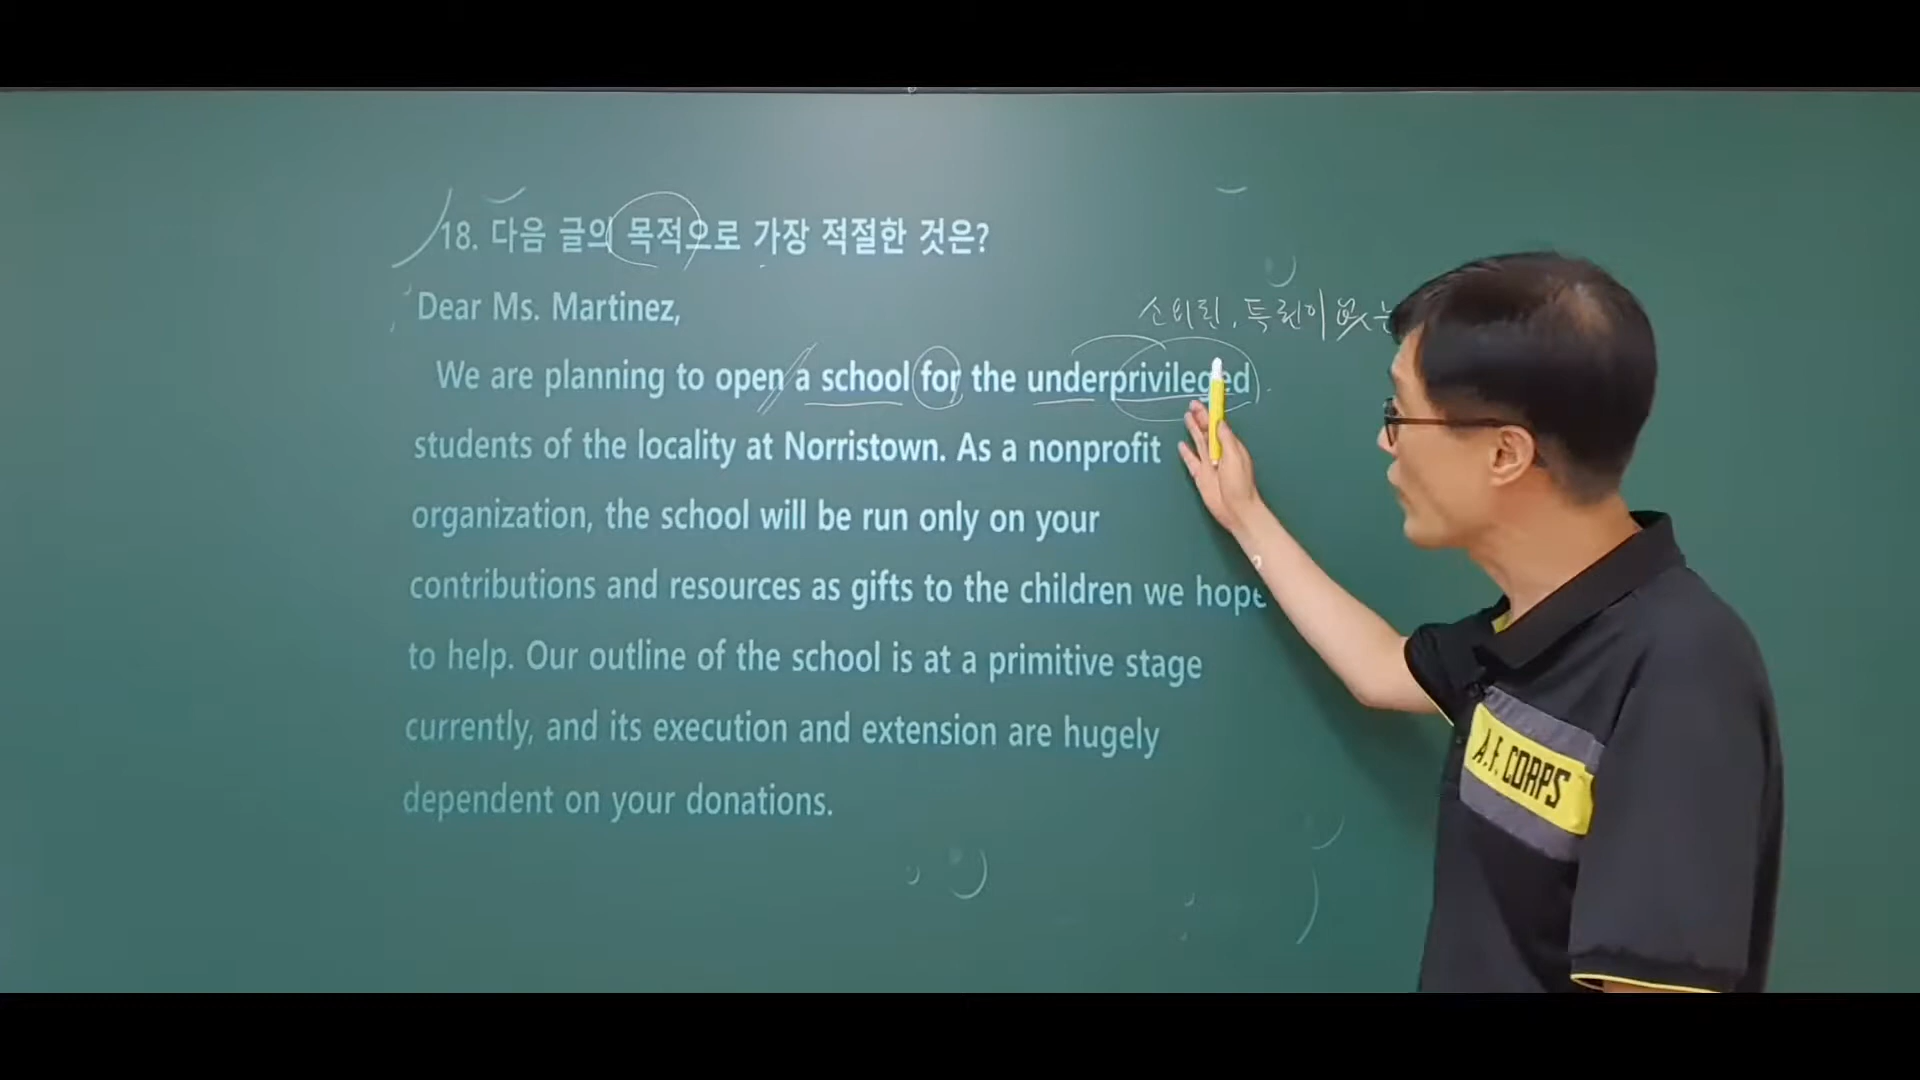 18. 다음 글의 목적으로 가장 적절한 것은?
Dear Ms. Martinez,
소외된, 특권이 없는
We are planning to open a school for the underprivileged
students of the locality at Norristown. As a nonprofit
organization, the school will be run only on your
contributions and resources as gifts to the children we hope
to help. Our outline of the school is at a primitive stage
currently, and its execution and extension are hugely
dependent on your donations.
A.F. CORPS